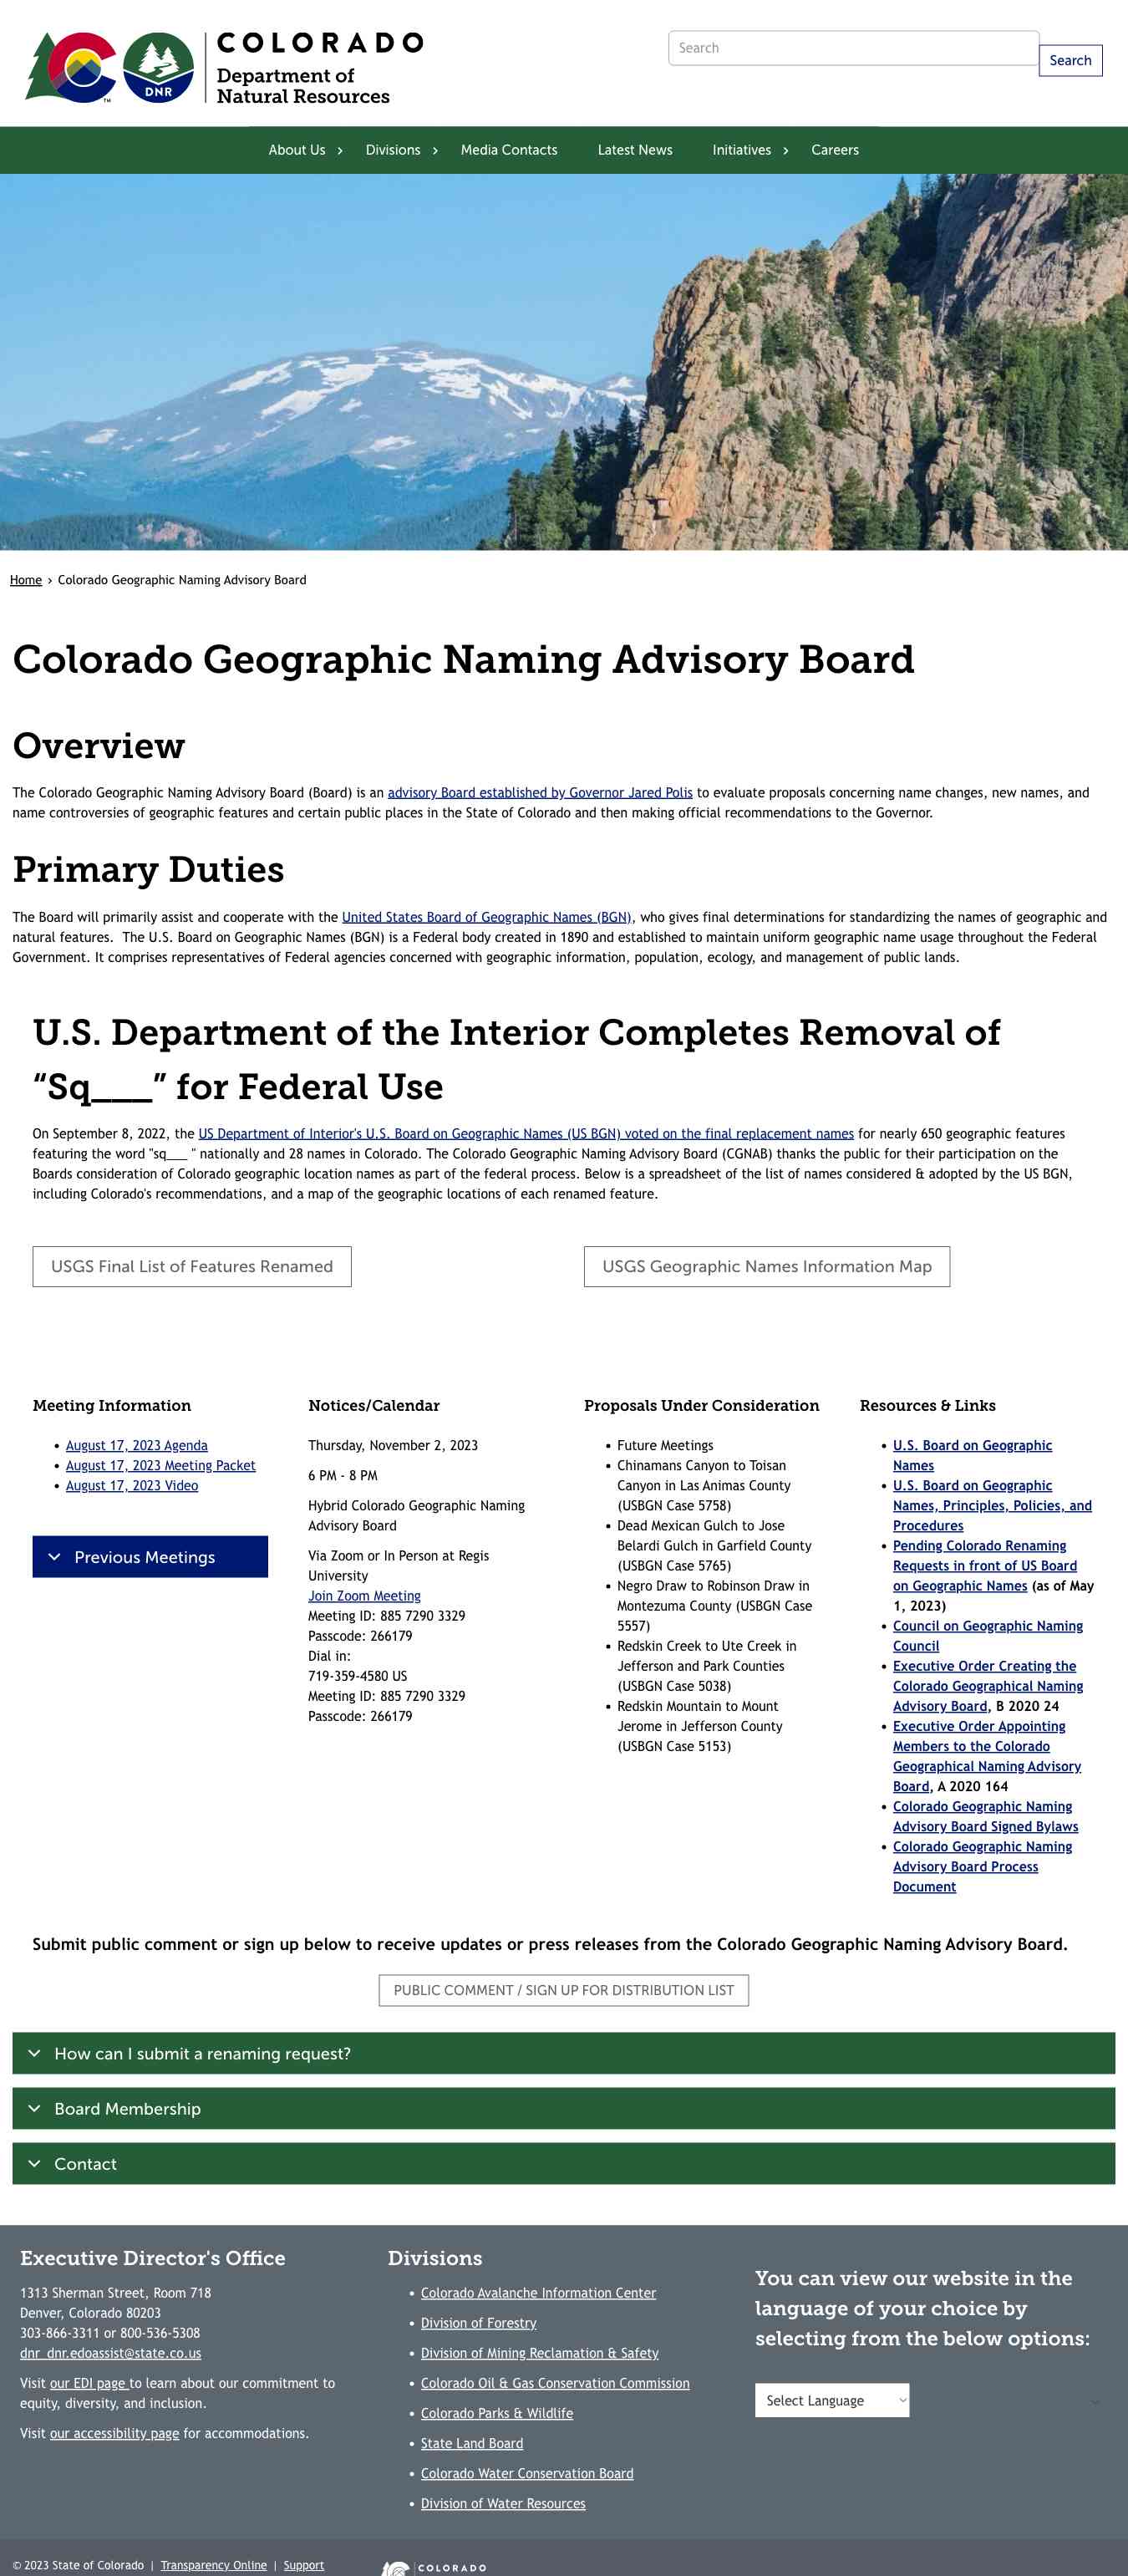 COLORADO
Department of
Natural Resources
DNR
TM
Search
Search
About Us
Divisions
Media Contacts
Latest News
Initiatives
Careers
Home › Colorado Geographic Naming Advisory Board
Colorado Geographic Naming Advisory Board
Overview
The Colorado Geographic Naming Advisory Board (Board) is an advisory Board established by Governor Jared Polis to evaluate proposals concerning name changes, new names, and
name controversies of geographic features and certain public places in the State of Colorado and then making official recommendations to the Governor.
Primary Duties
The Board will primarily assist and cooperate with the United States Board of Geographic Names (BGN), who gives final determinations for standardizing the names of geographic and
natural features.  The U.S. Board on Geographic Names (BGN) is a Federal body created in 1890 and established to maintain uniform geographic name usage throughout the Federal
Government. It comprises representatives of Federal agencies concerned with geographic information, population, ecology, and management of public lands.
U.S. Department of the Interior Completes Removal of
“Sq___” for Federal Use
On September 8, 2022, the US Department of Interior's U.S. Board on Geographic Names (US BGN) voted on the final replacement names for nearly 650 geographic features
featuring the word "sq___ " nationally and 28 names in Colorado. The Colorado Geographic Naming Advisory Board (CGNAB) thanks the public for their participation on the
Boards consideration of Colorado geographic location names as part of the federal process. Below is a spreadsheet of the list of names considered & adopted by the US BGN,
including Colorado's recommendations, and a map of the geographic locations of each renamed feature.
USGS Final List of Features Renamed
USGS Geographic Names Information Map
Meeting Information
• August 17, 2023 Agenda
• August 17, 2023 Meeting Packet
• August 17, 2023 Video
Previous Meetings
Notices/Calendar
Thursday, November 2, 2023
6 PM - 8 PM
Hybrid Colorado Geographic Naming
Advisory Board
Via Zoom or In Person at Regis
University
Join Zoom Meeting
Meeting ID: 885 7290 3329
Passcode: 266179
Dial in:
719-359-4580 US
Meeting ID: 885 7290 3329
Passcode: 266179
Proposals Under Consideration
• Future Meetings
• Chinamans Canyon to Toisan
Canyon in Las Animas County
(USBGN Case 5758)
• Dead Mexican Gulch to Jose
Belardi Gulch in Garfield County
(USBGN Case 5765)
• Negro Draw to Robinson Draw in
Montezuma County (USBGN Case
5557)
• Redskin Creek to Ute Creek in
Jefferson and Park Counties
(USBGN Case 5038)
• Redskin Mountain to Mount
Jerome in Jefferson County
(USBGN Case 5153)
Resources & Links
• U.S. Board on Geographic
Names
• U.S. Board on Geographic
Names, Principles, Policies, and
Procedures
• Pending Colorado Renaming
Requests in front of US Board
on Geographic Names (as of May
1, 2023)
• Council on Geographic Naming
Council
• Executive Order Creating the
Colorado Geographical Naming
Advisory Board, B 2020 24
• Executive Order Appointing
Members to the Colorado
Geographical Naming Advisory
Board, A 2020 164
• Colorado Geographic Naming
Advisory Board Signed Bylaws
• Colorado Geographic Naming
Advisory Board Process
Document
Submit public comment or sign up below to receive updates or press releases from the Colorado Geographic Naming Advisory Board.
PUBLIC COMMENT / SIGN UP FOR DISTRIBUTION LIST
How can I submit a renaming request?
Board Membership
Contact
Executive Director's Office
1313 Sherman Street, Room 718
Denver, Colorado 80203
303-866-3311 or 800-536-5308
dnr_dnr.edoassist@state.co.us
Visit our EDI page to learn about our commitment to
equity, diversity, and inclusion.
Visit our accessibility page for accommodations.
Divisions
• Colorado Avalanche Information Center
• Division of Forestry
• Division of Mining Reclamation & Safety
• Colorado Oil & Gas Conservation Commission
• Colorado Parks & Wildlife
• State Land Board
• Colorado Water Conservation Board
• Division of Water Resources
You can view our website in the
language of your choice by
selecting from the below options:
Select Language
© 2023 State of Colorado | Transparency Online | Support
COLORADO